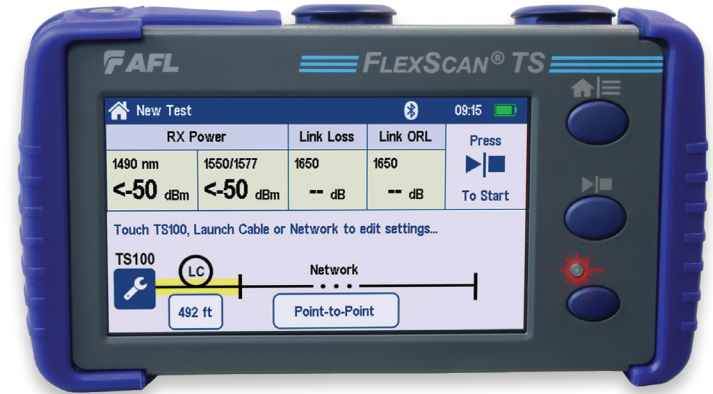 AFL
FLEXSCAN® TS
New Test
09:15
RX Power
Link Loss
Link ORL
Press
1490 nm
1550/1577
1650
1650
<-50 dBm
<-50 dBm
-- dB
-- dB
To Start
Touch TS100, Launch Cable or Network to edit settings...
TS100
LC
Network
492 ft
Point-to-Point